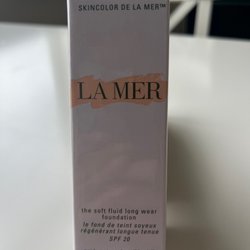 SKINCOLOR DE LA MER™
LA MER
the soft fluid long wear
foundation
le fond de teint soyeux
régénérant longue tenue
SPF 20